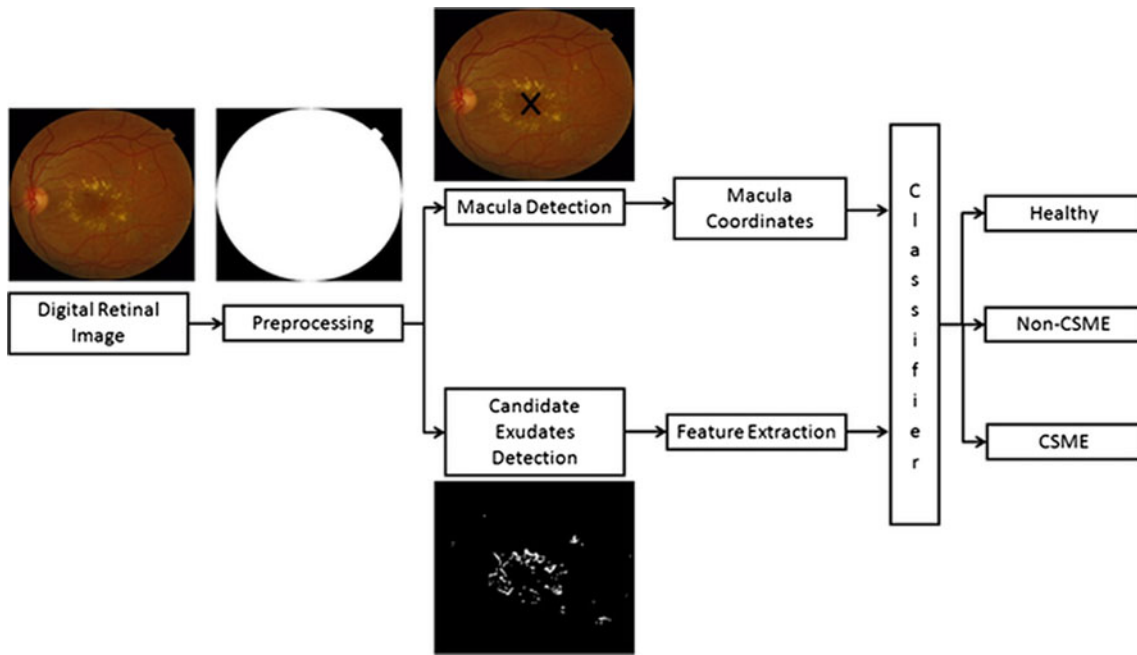 Digital Retinal
Image
Preprocessing
Macula Detection
Macula
Coordinates
Candidate
Exudates
Detection
Feature Extraction
C
l
a
s
s
i
f
i
e
r
Healthy
Non-CSME
CSME